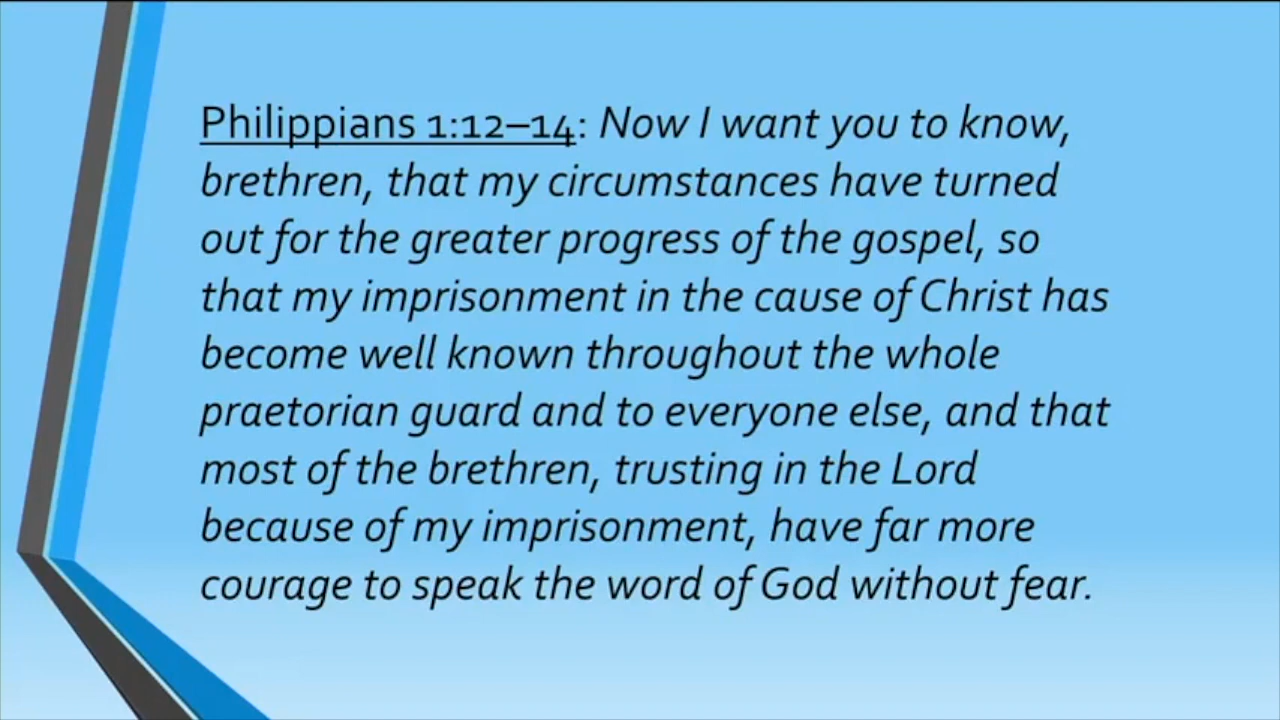 Philippians 1:12–14: Now I want you to know,
brethren, that my circumstances have turned
out for the greater progress of the gospel, so
that my imprisonment in the cause of Christ has
become well known throughout the whole
praetorian guard and to everyone else, and that
most of the brethren, trusting in the Lord
because of my imprisonment, have far more
courage to speak the word of God without fear.